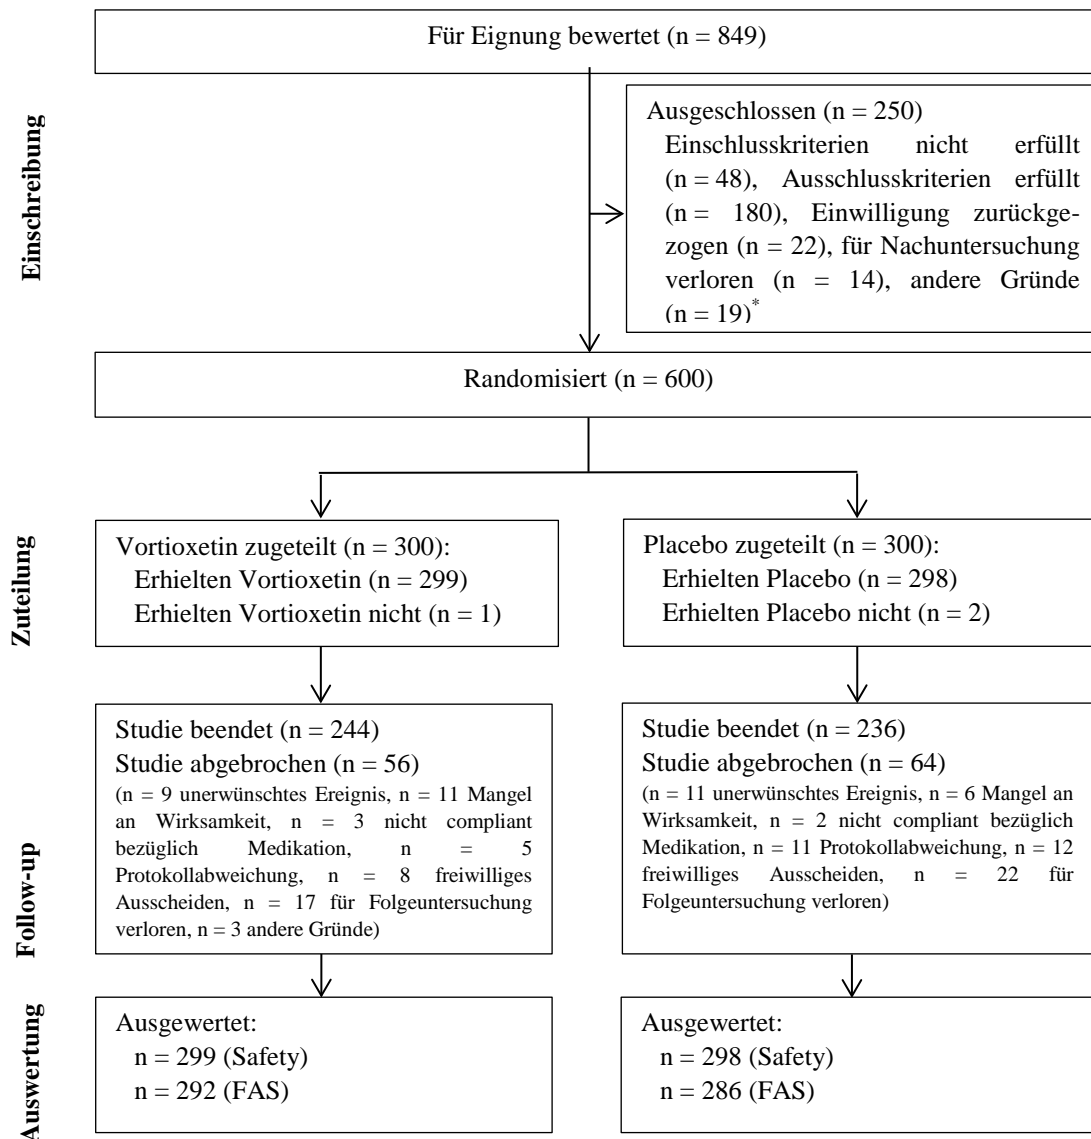 Für Eignung bewertet (n = 849)
Einschreibung
Ausgeschlossen (n = 250)
Einschlusskriterien nicht erfüllt
(n = 48), Ausschlusskriterien erfüllt
(n = 180), Einwilligung zurückge-
zogen (n = 22), für Nachuntersuchung
verloren (n = 14), andere Gründe
(n = 19)*
Randomisiert (n = 600)
Zuteilung
Vortioxetin zugeteilt (n = 300):
Erhielten Vortioxetin (n = 299)
Erhielten Vortioxetin nicht (n = 1)
Placebo zugeteilt (n = 300):
Erhielten Placebo (n = 298)
Erhielten Placebo nicht (n = 2)
Follow-up
Studie beendet (n = 244)
Studie abgebrochen (n = 56)
(n = 9 unerwünschtes Ereignis, n = 11 Mangel
an Wirksamkeit, n = 3 nicht compliant
bezüglich Medikation, n = 5
Protokollabweichung, n = 8 freiwilliges
Ausscheiden, n = 17 für Folgeuntersuchung
verloren, n = 3 andere Gründe)
Studie beendet (n = 236)
Studie abgebrochen (n = 64)
(n = 11 unerwünschtes Ereignis, n = 6 Mangel an
Wirksamkeit, n = 2 nicht compliant bezüglich
Medikation, n = 11 Protokollabweichung, n = 12
freiwilliges Ausscheiden, n = 22 für
Folgeuntersuchung verloren)
Auswertung
Ausgewertet:
n = 299 (Safety)
n = 292 (FAS)
Ausgewertet:
n = 298 (Safety)
n = 286 (FAS)